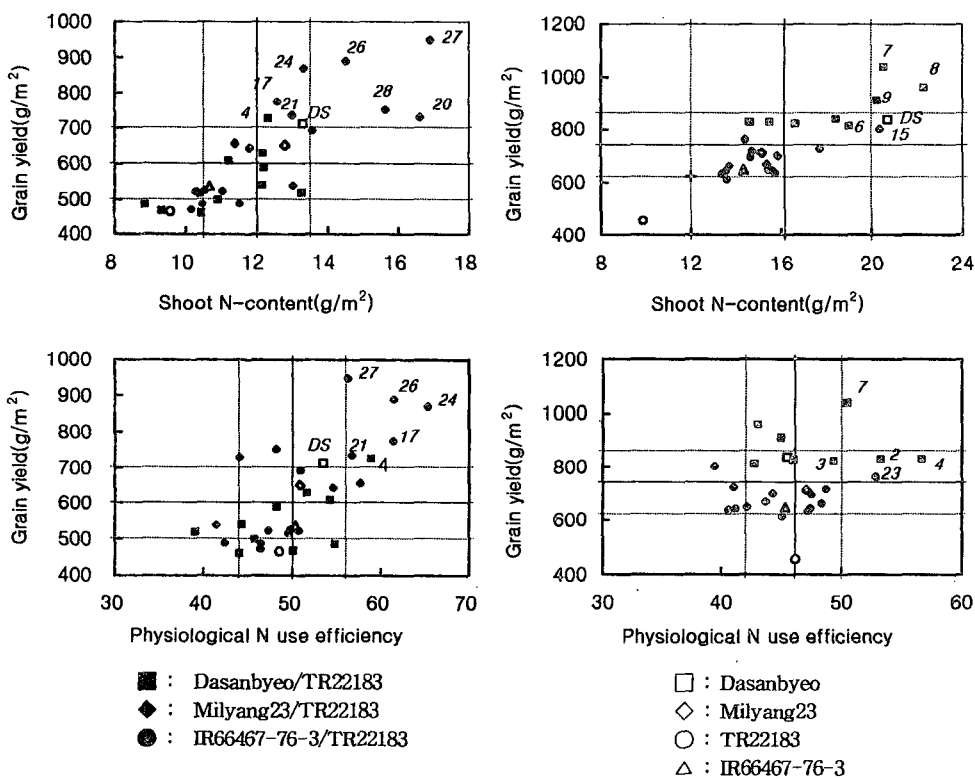 1000
900
800
700
600
500
400
Grain yield(g/m²)
27
26
24
17
28
21
4
DS
20
8 10 12 14 16 18
Shoot N-content(g/m²)
1200
1000
800
600
400
Grain yield(g/m²)
7
8
9
DS
6
15
8 12 16 20 24
Shoot N-content(g/m²)
1000
900
800
700
600
500
400
Grain yield(g/m²)
27
26
24
17
DS
21
4
30 40 50 60 70
Physiological N use efficiency
1200
1000
800
600
400
Grain yield(g/m²)
7
3
2
4
23
30 40 50 60
Physiological N use efficiency
■ : Dasanbyeo/TR22183
◆ : Milyang23/TR22183
● : IR66467-76-3/TR22183
□ : Dasanbyeo
◇ : Milyang23
○ : TR22183
△ : IR66467-76-3